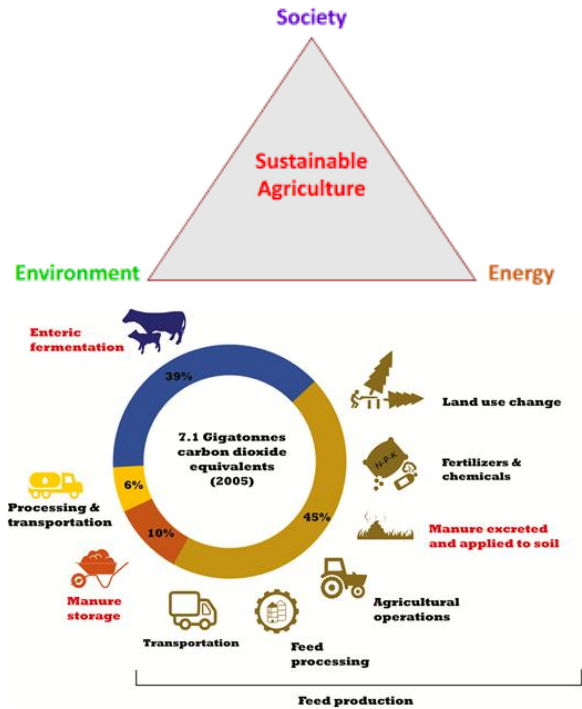 Society
Sustainable
Agriculture
Environment
Energy
Enteric
fermentation
39%
Land use change
7.1 Gigatonnes
carbon dioxide
equivalents
(2005)
N-P-K
Fertilizers &
chemicals
6%
Processing &
transportation
45%
10%
Manure excreted
and applied to soil
Manure
storage
Agricultural
operations
Transportation
Feed
processing
Feed production